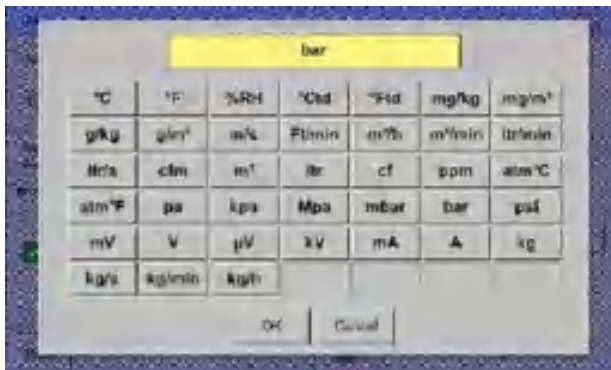 bar
°C °F %RH °Ctd °Ftd mg/kg mg/m³
g/kg g/m³ m/s Ft/min m³/h m³/min ltr/min
ltr/s cfm m³ ltr cf ppm atm°C
atm°F pa kpa Mpa mbar bar psi
mV V µV kV mA A kg
kg/s kg/min kg/h
OK Cancel